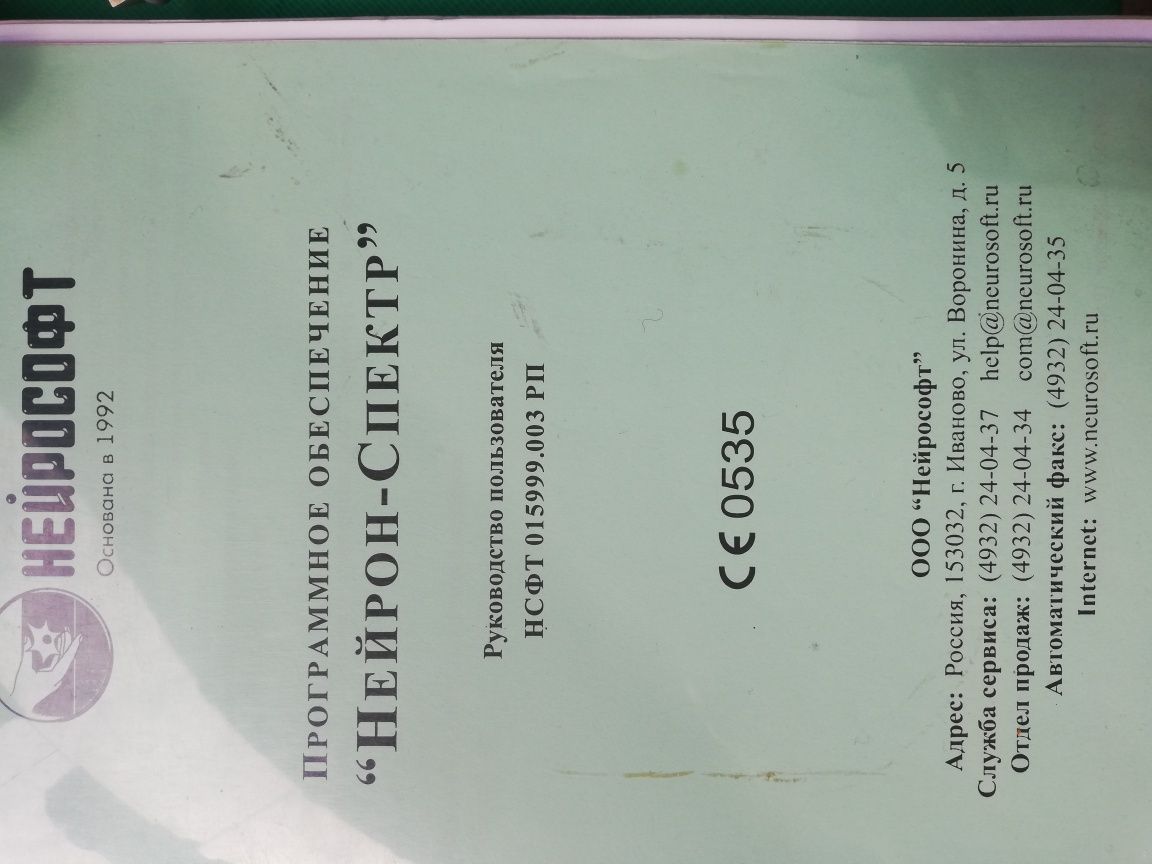 НЕЙРОСОФТ
Основана в 1992
ПРОГРАММНОЕ ОБЕСПЕЧЕНИЕ
“НЕЙРОН-СПЕКТР”
Руководство пользователя
НСФТ 015999.003 РП
CE 0535
ООО “Нейрософт”
Адрес: Россия, 153032, г. Иваново, ул. Воронина, д. 5
Служба сервиса: (4932) 24-04-37 help@neurosoft.ru
Отдел продаж: (4932) 24-04-34 com@neurosoft.ru
Автоматический факс: (4932) 24-04-35
Internet: www.neurosoft.ru